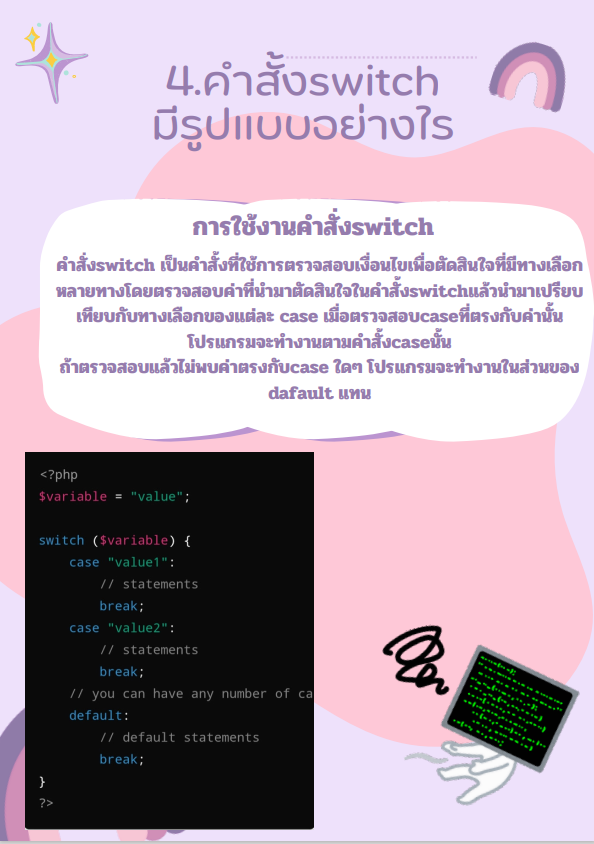 4.คำสั้งswitch
มีรูปแบบอย่างไร
การใช้งานคำสั่งswitch
คำสั่งswitch เป็นคำสั้งที่ใช้การตรวจสอบเงื่อนไขเพื่อตัดสินใจที่มีทางเลือก
หลายทางโดยตรวจสอบค่าที่นำมาตัดสินใจในคำสั้งswitchแล้วนำมาเปรียบ
เทียบกับทางเลือกของแต่ละ case เมื่อตรวจสอบcaseที่ตรงกับค่านั้น
โปรแกรมจะทำงานตามคำสั้งcaseนั้น
ถ้าตรวจสอบแล้วไม่พบค่าตรงกับcase ใดๆ โปรแกรมจะทำงานในส่วนของ
dafault แทน
<?php
$variable = "value";
switch ($variable) {
case "value1":
// statements
break;
case "value2":
// statements
break;
// you can have any number of ca
default:
// default statements
break;
}
?>